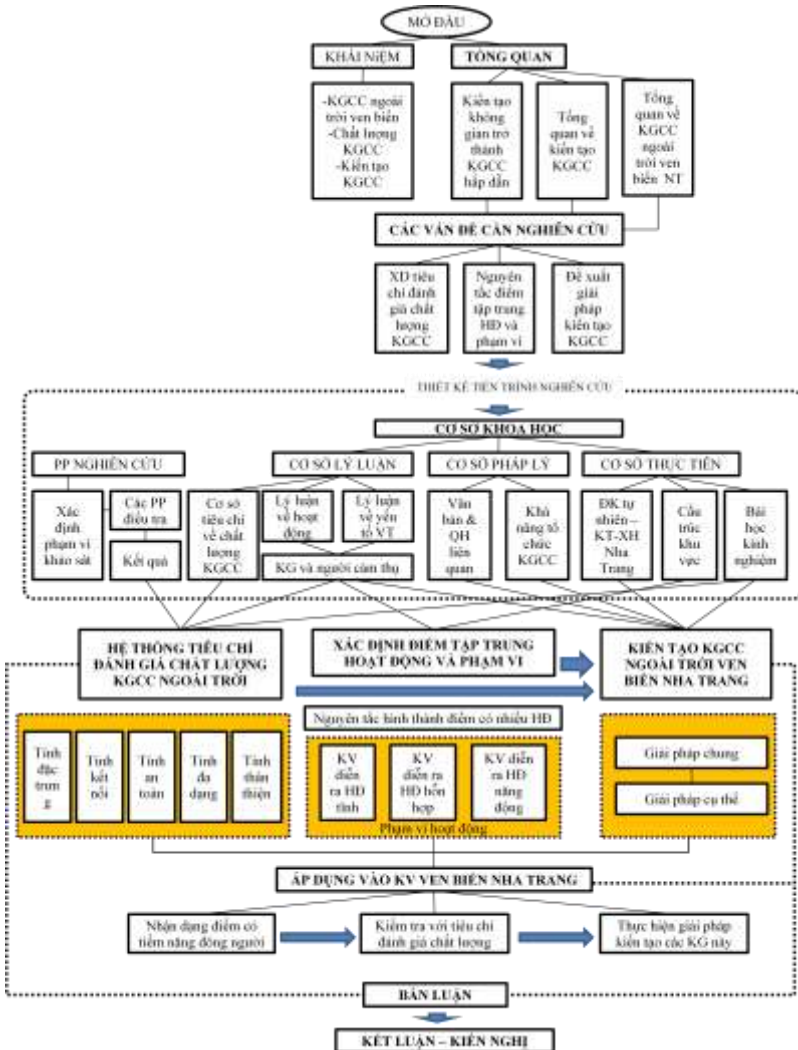 MỞ ĐẦU
KHÁI NIỆM
TỔNG QUAN
-KGCC ngoài
trời ven biển
-Chất lượng
KGCC
-Kiến tạo
KGCC
Kiến tạo
không
gian trở
thành
KGCC
hấp dẫn
Tổng
quan về
kiến tạo
KGCC
Tổng
quan về
KGCC
ngoài
trời ven
biển NT
CÁC VẤN ĐỀ CẦN NGHIÊN CỨU
XD tiêu
chí đánh
giá chất
lượng
KGCC
Nguyên
tắc điểm
tập trung
HĐ và
phạm vi
Đề xuất
giải
pháp
kiến tạo
KGCC
THIẾT KẾ TIẾN TRÌNH NGHIÊN CỨU
CƠ SỞ KHOA HỌC
PP NGHIÊN CỨU
CƠ SỞ LÝ LUẬN
CƠ SỞ PHÁP LÝ
CƠ SỞ THỰC TIỄN
Xác
định
phạm vi
khảo sát
Các PP
điều tra
Kết quả
Cơ sở
tiêu chí
về chất
lượng
KGCC
Lý luận
về hoạt
động
Lý luận
về yếu
tố VT
KG và người cảm thụ
Văn
bản &
QH
liên
quan
Khả
năng tổ
chức
KGCC
ĐK tự
nhiên –
KT-XH
Nha
Trang
Cấu
trúc khu
vực
Bài
học
kinh
nghiệm
HỆ THỐNG TIÊU CHÍ
ĐÁNH GIÁ CHẤT LƯỢNG
KGCC NGOÀI TRỜI
XÁC ĐỊNH ĐIỂM TẬP TRUNG
HOẠT ĐỘNG VÀ PHẠM VI
KIẾN TẠO KGCC
NGOÀI TRỜI VEN
BIỂN NHA TRANG
Nguyên tắc hình thành điểm có nhiều HĐ
Tính
đặc
trưn
g
Tính
kết
nối
Tính
an
toàn
Tính
đa
dạng
Tính
thân
thiện
KV
diễn
ra HĐ
tĩnh
KV
diễn ra
HĐ hỗn
hợp
KV diễn
ra HĐ
năng
động
Phạm vi hoạt động
Giải pháp chung
Giải pháp cụ thể
ÁP DỤNG VÀO KV VEN BIỂN NHA TRANG
Nhận dạng điểm có
tiềm năng đông người
Kiểm tra với tiêu chí
đánh giá chất lượng
Thực hiện giải pháp
kiến tạo các KG này
BÀN LUẬN
KẾT LUẬN – KIẾN NGHỊ